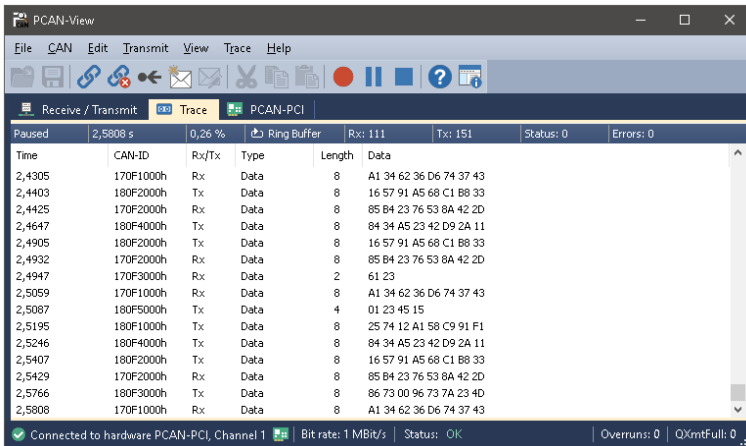 PCAN-View
File CAN Edit Transmit View Trace Help
Receive / Transmit Trace PCAN-PCI
Paused 2,5808 s 0,26 % Ring Buffer Rx: 111 Tx: 151 Status: 0 Errors: 0
Time CAN-ID Rx/Tx Type Length Data
2,4305 170F1000h Rx Data 8 A1 34 62 36 D6 74 37 43
2,4403 180F2000h Tx Data 8 16 57 91 A5 68 C1 B8 33
2,4425 170F2000h Rx Data 8 85 B4 23 76 53 8A 42 2D
2,4647 180F4000h Tx Data 8 84 34 A5 23 42 D9 2A 11
2,4905 180F2000h Tx Data 8 16 57 91 A5 68 C1 B8 33
2,4932 170F2000h Rx Data 8 85 B4 23 76 53 8A 42 2D
2,4947 170F3000h Rx Data 2 61 23
2,5059 170F1000h Rx Data 8 A1 34 62 36 D6 74 37 43
2,5087 180F5000h Tx Data 4 01 23 45 15
2,5195 180F1000h Tx Data 8 25 74 12 A1 58 C9 91 F1
2,5246 180F4000h Tx Data 8 84 34 A5 23 42 D9 2A 11
2,5407 180F2000h Tx Data 8 16 57 91 A5 68 C1 B8 33
2,5429 170F2000h Rx Data 8 85 B4 23 76 53 8A 42 2D
2,5766 180F3000h Tx Data 8 86 73 00 96 73 7A 23 4D
2,5808 170F1000h Rx Data 8 A1 34 62 36 D6 74 37 43
Connected to hardware PCAN-PCI, Channel 1 Bit rate: 1 MBit/s Status: OK Overruns: 0 QXmtFull: 0